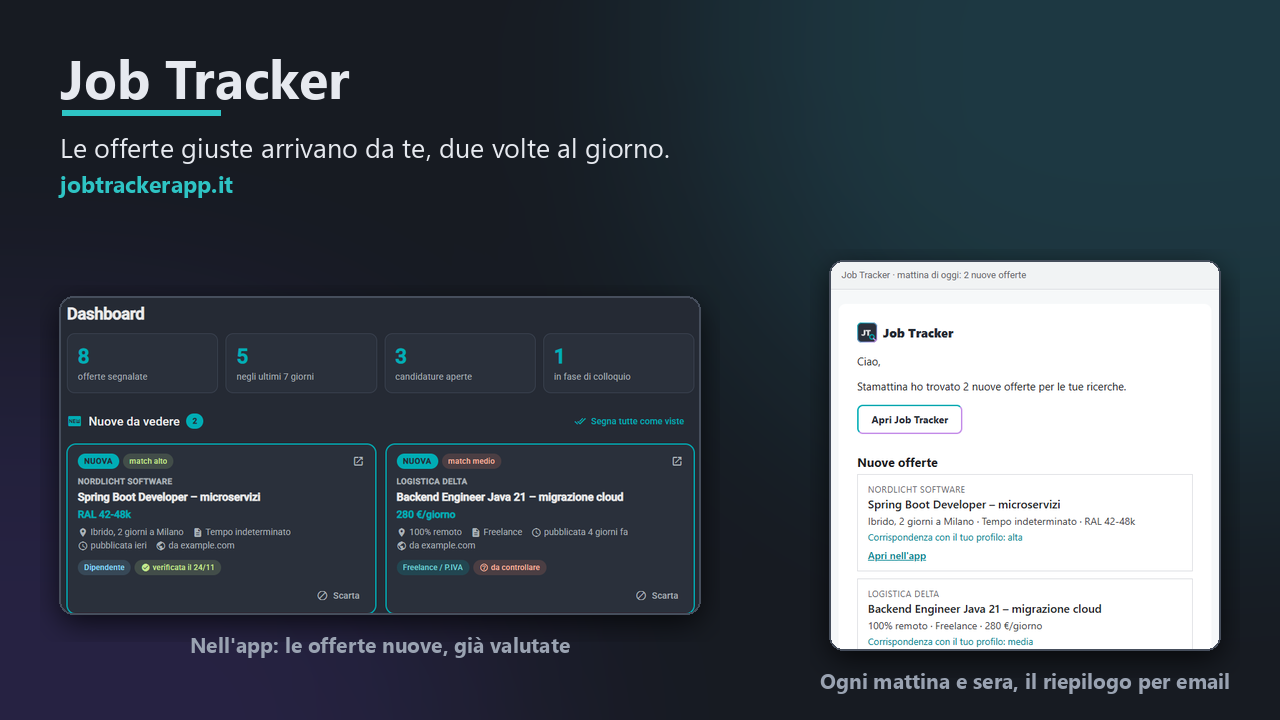 Job Tracker
Le offerte giuste arrivano da te, due volte al giorno.
jobtrackerapp.it
Dashboard
8
offerte segnalate
5
negli ultimi 7 giorni
3
candidature aperte
1
in fase di colloquio
NEW Nuove da vedere 2
Segna tutte come viste
NUOVA match alto
NORDLICHT SOFTWARE
Spring Boot Developer – microservizi
RAL 42-48k
Ibrido, 2 giorni a Milano Tempo indeterminato
pubblicata ieri da example.com
Dipendente verificata il 24/11
Scarta
NUOVA match medio
LOGISTICA DELTA
Backend Engineer Java 21 – migrazione cloud
280 €/giorno
100% remoto Freelance pubblicata 4 giorni fa
da example.com
Freelance / P.IVA da controllare
Scarta
Nell'app: le offerte nuove, già valutate
Job Tracker · mattina di oggi: 2 nuove offerte
JT Job Tracker
Ciao,
Stamattina ho trovato 2 nuove offerte per le tue ricerche.
Apri Job Tracker
Nuove offerte
NORDLICHT SOFTWARE
Spring Boot Developer – microservizi
Ibrido, 2 giorni a Milano · Tempo indeterminato · RAL 42-48k
Corrispondenza con il tuo profilo: alta
Apri nell'app
LOGISTICA DELTA
Backend Engineer Java 21 – migrazione cloud
100% remoto · Freelance · 280 €/giorno
Corrispondenza con il tuo profilo: media
Ogni mattina e sera, il riepilogo per email